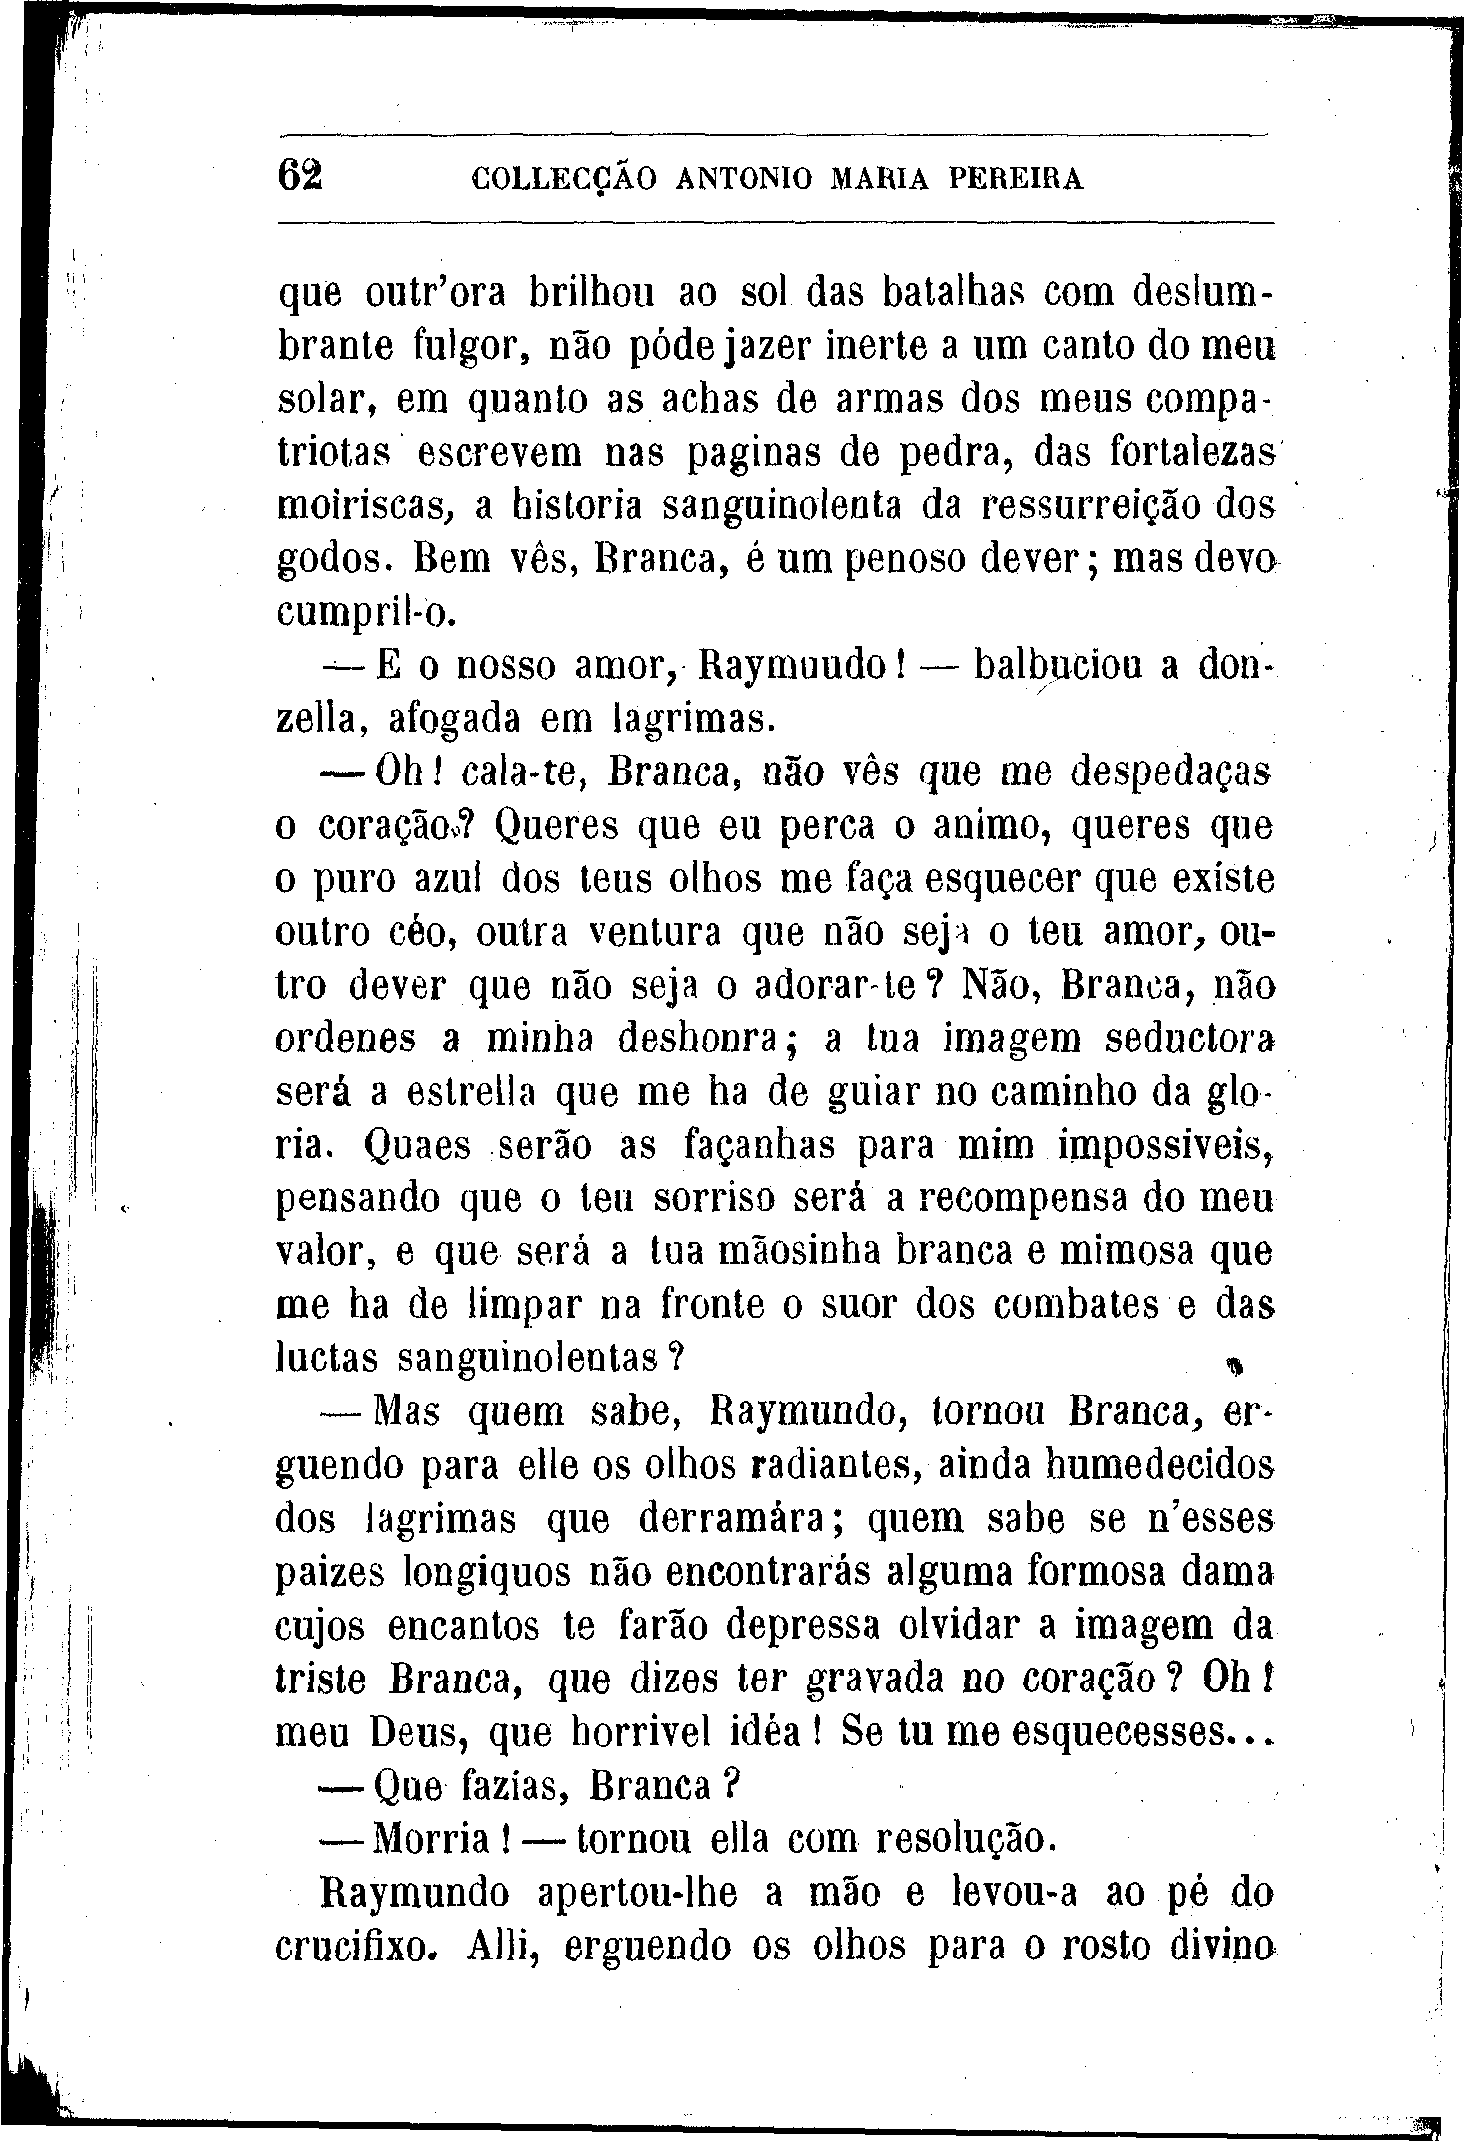 62 COLLECÇÃO ANTONIO MARIA PEREIRA
que outr'ora brilhou ao sol das batalhas com deslum-
brante fulgor, não póde jazer inerte a um canto do meu
solar, em quanto as achas de armas dos meus compa-
triotas escrevem nas paginas de pedra, das fortalezas
moiriscas, a historia sanguinolenta da ressurreição dos
godos. Bem vês, Branca, é um penoso dever; mas devo
cumpril-o.
— E o nosso amor, Raymundo! — balbuciou a don-
zella, afogada em lagrimas.
— Oh! cala-te, Branca, não vês que me despedaças
o coração? Queres que eu perca o animo, queres que
o puro azul dos teus olhos me faça esquecer que existe
outro céo, outra ventura que não seja o teu amor, ou-
tro dever que não seja o adorar-te? Não, Branca, não
ordenes a minha deshonra; a tua imagem seductora
será a estrella que me ha de guiar no caminho da glo-
ria. Quaes serão as façanhas para mim impossiveis,
pensando que o teu sorriso será a recompensa do meu
valor, e que será a tua mãosinha branca e mimosa que
me ha de limpar na fronte o suor dos combates e das
luctas sanguinolentas?
— Mas quem sabe, Raymundo, tornou Branca, er-
guendo para elle os olhos radiantes, ainda humedecidos
dos lagrimas que derramára; quem sabe se n'esses
paizes longiquos não encontrarás alguma formosa dama
cujos encantos te farão depressa olvidar a imagem da
triste Branca, que dizes ter gravada no coração? Oh!
meu Deus, que horrivel idéa! Se tu me esquecesses...
— Que fazias, Branca?
— Morria! — tornou ella com resolução.
Raymundo apertou-lhe a mão e levou-a ao pé do
crucifixo. Alli, erguendo os olhos para o rosto divino